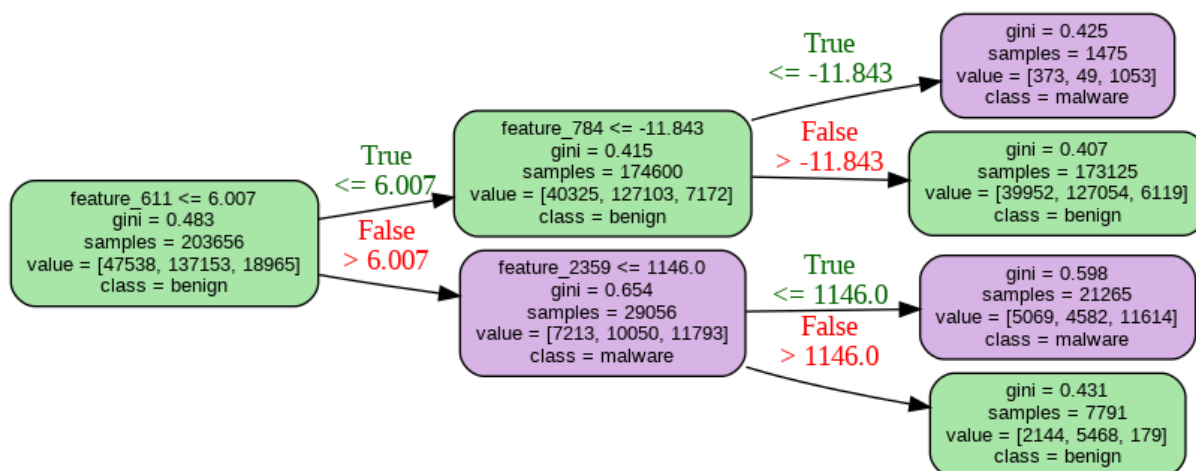 feature_611 <= 6.007
gini = 0.483
samples = 203656
value = [47538, 137153, 18965]
class = benign
True
<= 6.007
False
> 6.007
feature_784 <= -11.843
gini = 0.415
samples = 174600
value = [40325, 127103, 7172]
class = benign
feature_2359 <= 1146.0
gini = 0.654
samples = 29056
value = [7213, 10050, 11793]
class = malware
True
<= -11.843
False
> -11.843
True
<= 1146.0
False
> 1146.0
gini = 0.425
samples = 1475
value = [373, 49, 1053]
class = malware
gini = 0.407
samples = 173125
value = [39952, 127054, 6119]
class = benign
gini = 0.598
samples = 21265
value = [5069, 4582, 11614]
class = malware
gini = 0.431
samples = 7791
value = [2144, 5468, 179]
class = benign